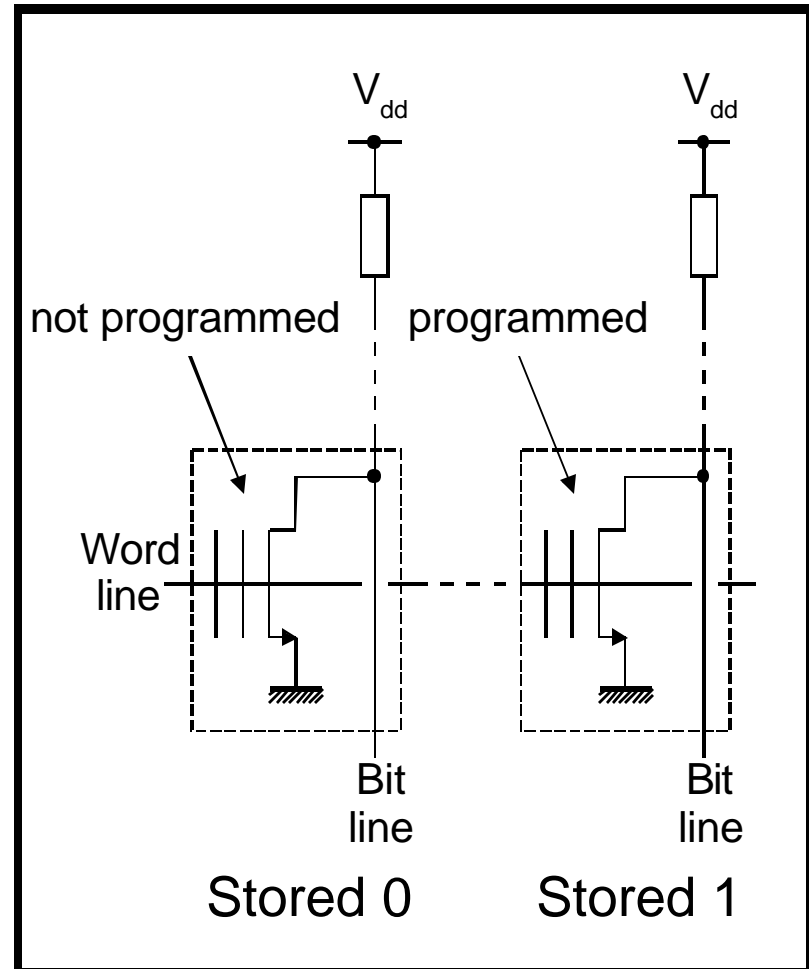 Vdd
Vdd
not programmed
programmed
Word
line
Bit
line
Bit
line
Stored 0
Stored 1